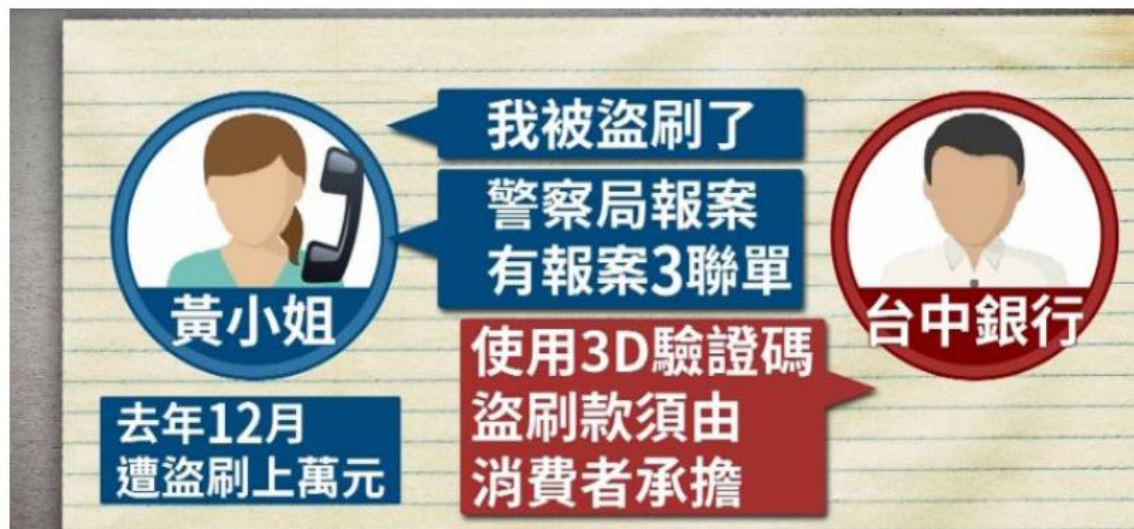 我被盜刷了
警察局報案
有報案3聯單
黃小姐
台中銀行
使用3D驗證碼
盜刷款須由
消費者承擔
去年12月
遭盜刷上萬元